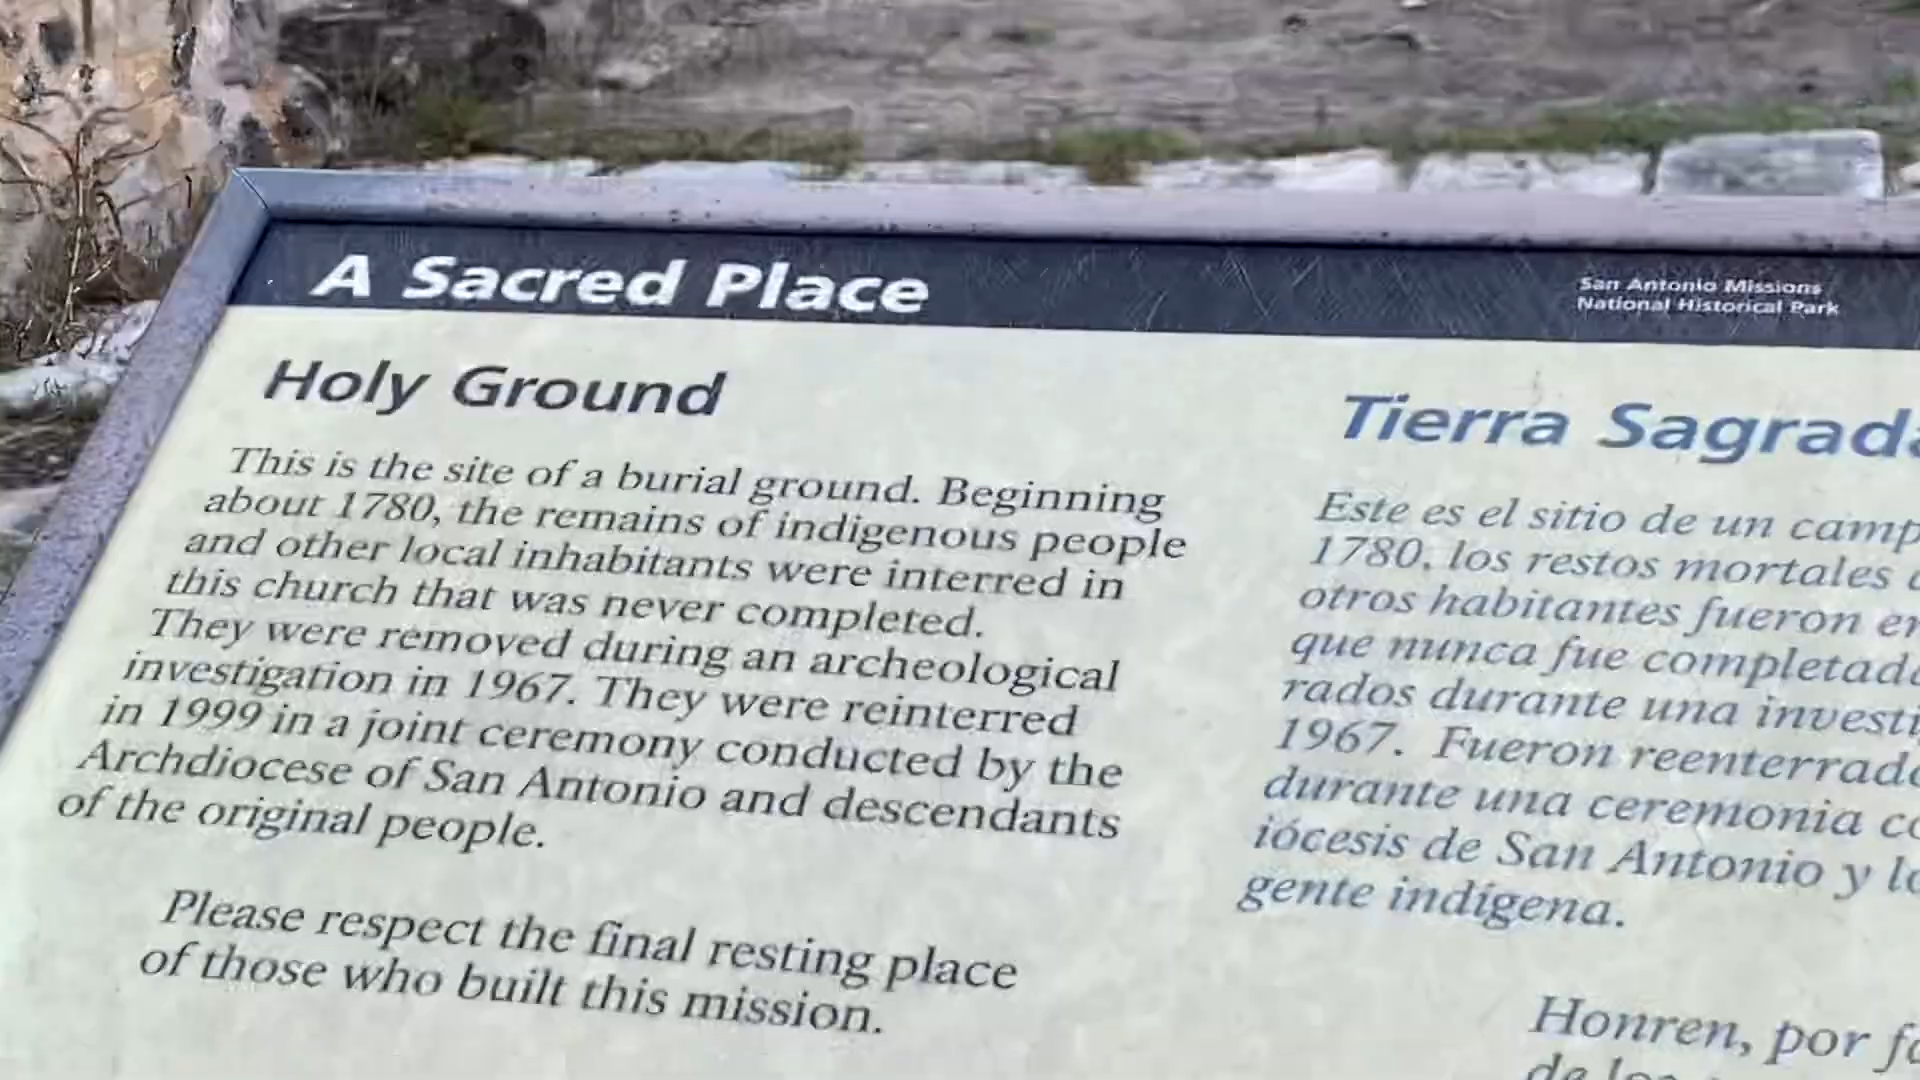 A Sacred Place
San Antonio Missions
National Historical Park
Holy Ground
This is the site of a burial ground. Beginning
about 1780, the remains of indigenous people
and other local inhabitants were interred in
this church that was never completed.
They were removed during an archeological
investigation in 1967. They were reinterred
in 1999 in a joint ceremony conducted by the
Archdiocese of San Antonio and descendants
of the original people.
Please respect the final resting place
of those who built this mission.
Tierra
Este es el sitio de un
1780, los restos mortales
otros habitantes fueron
que nunca fue
rados durante una
1967. Fueron
durante una ceremonia
iócesis de San Antonio y
gente indígena.
Honren, por
de